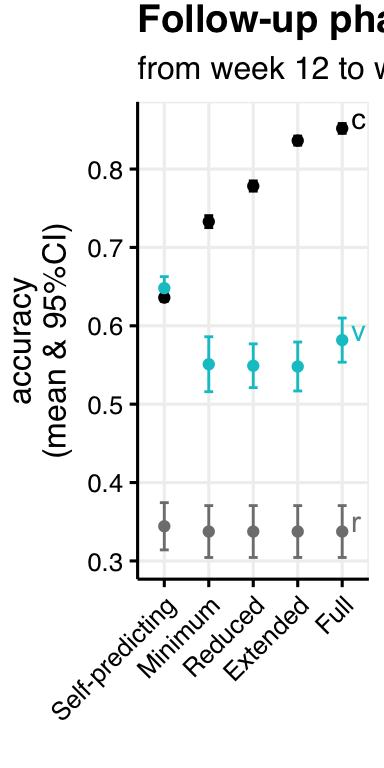 Follow-up pha
from week 12 to w
accuracy
(mean & 95%CI)
0.8
0.7
0.6
0.5
0.4
0.3
c
v
r
Self-predicting
Minimum
Reduced
Extended
Full